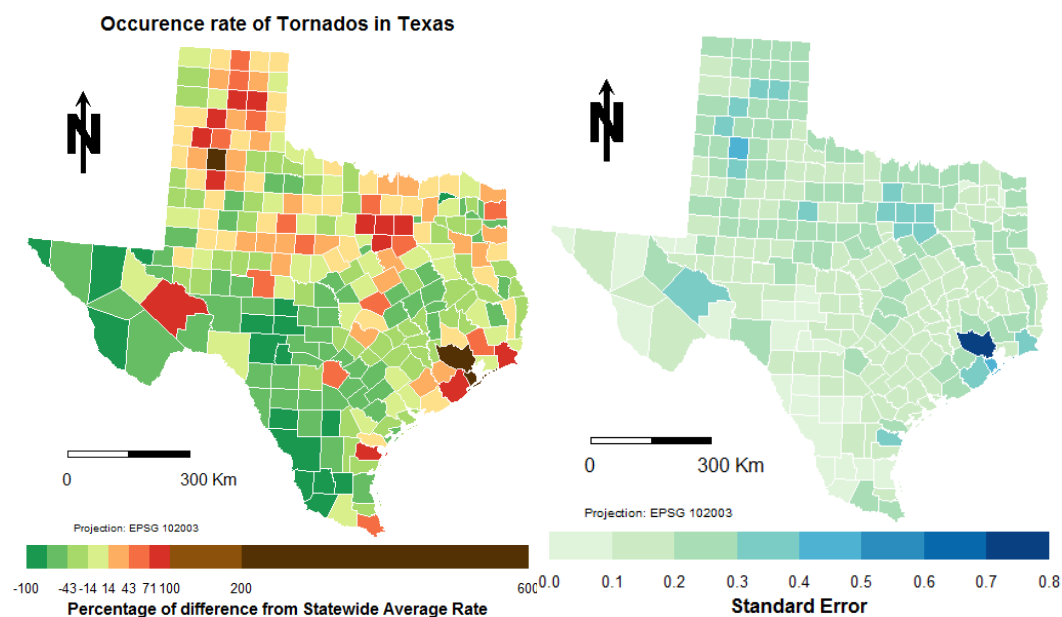 Occurence rate of Tornados in Texas
N
N
0 300 Km
0 300 Km
Projection: EPSG 102003
Projection: EPSG 102003
-100 -43 -14 14 43 71 100 200 600
0.0 0.1 0.2 0.3 0.4 0.5 0.6 0.7 0.8
Percentage of difference from Statewide Average Rate
Standard Error